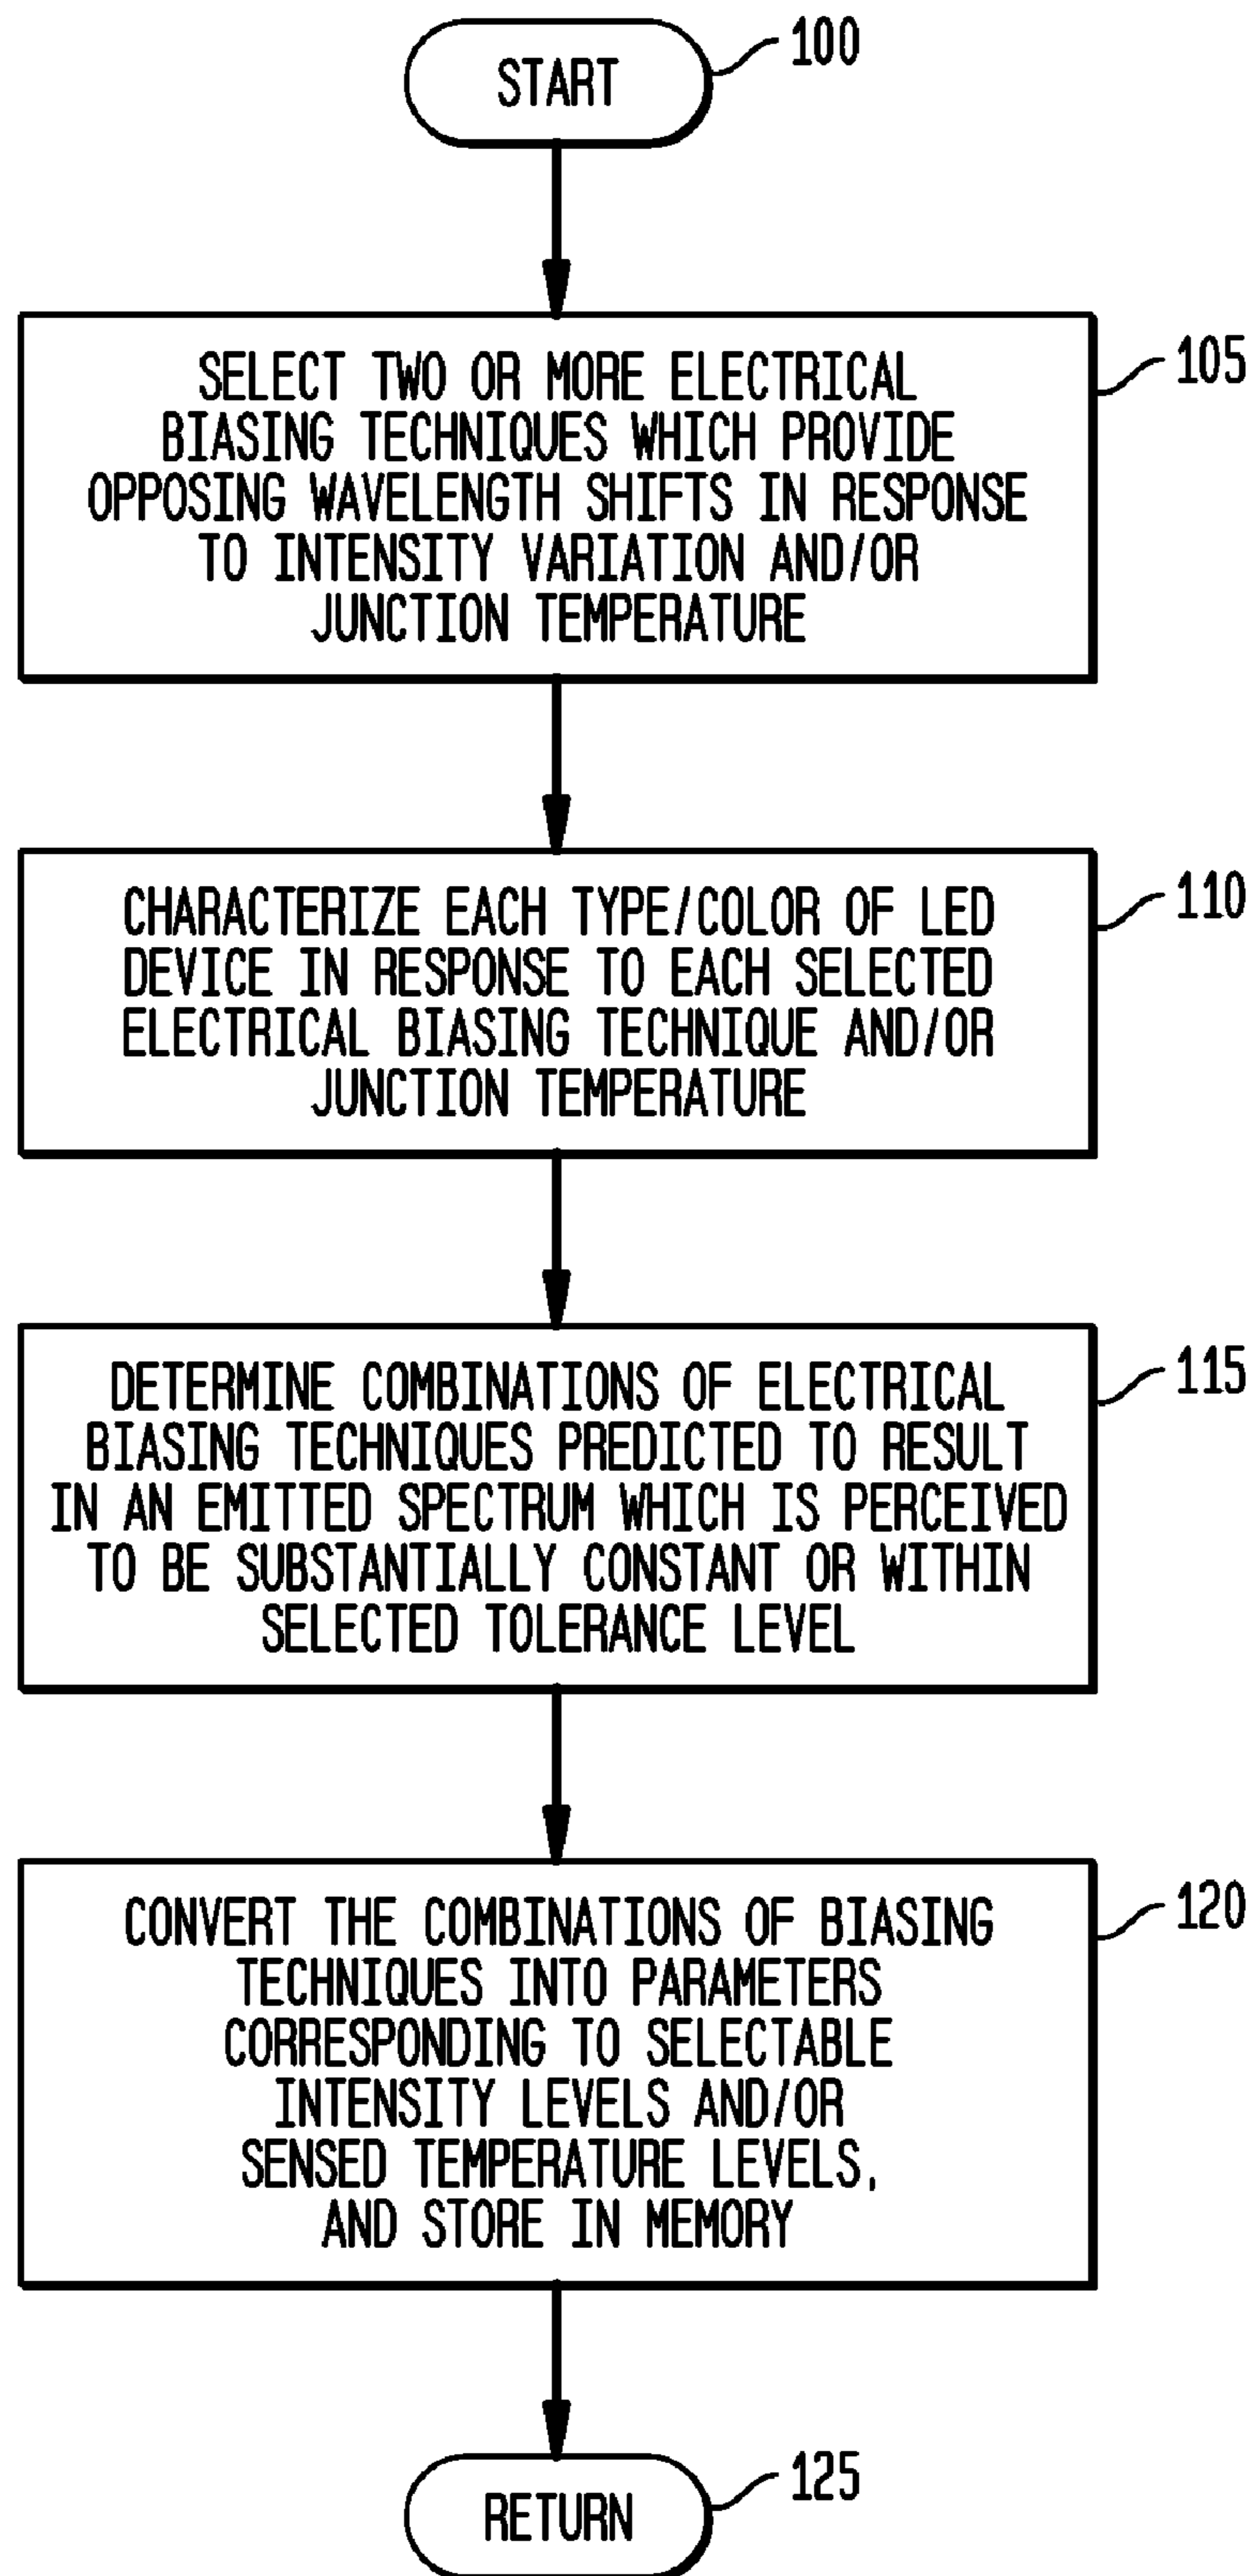 START
100
SELECT TWO OR MORE ELECTRICAL
BIASING TECHNIQUES WHICH PROVIDE
OPPOSING WAVELENGTH SHIFTS IN RESPONSE
TO INTENSITY VARIATION AND/OR
JUNCTION TEMPERATURE
105
CHARACTERIZE EACH TYPE/COLOR OF LED
DEVICE IN RESPONSE TO EACH SELECTED
ELECTRICAL BIASING TECHNIQUE AND/OR
JUNCTION TEMPERATURE
110
DETERMINE COMBINATIONS OF ELECTRICAL
BIASING TECHNIQUES PREDICTED TO RESULT
IN AN EMITTED SPECTRUM WHICH IS PERCEIVED
TO BE SUBSTANTIALLY CONSTANT OR WITHIN
SELECTED TOLERANCE LEVEL
115
CONVERT THE COMBINATIONS OF BIASING
TECHNIQUES INTO PARAMETERS
CORRESPONDING TO SELECTABLE
INTENSITY LEVELS AND/OR
SENSED TEMPERATURE LEVELS,
AND STORE IN MEMORY
120
RETURN
125